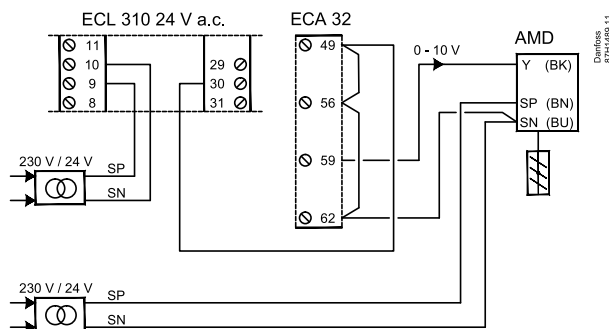 ECL 310 24 V a.c.
ECA 32
AMD
11
10
9
8
29
30
31
49
56
59
62
0 - 10 V
Y (BK)
SP (BN)
SN (BU)
230 V / 24 V
SP
SN
230 V / 24 V
SP
SN
Danfoss
87H1489.11